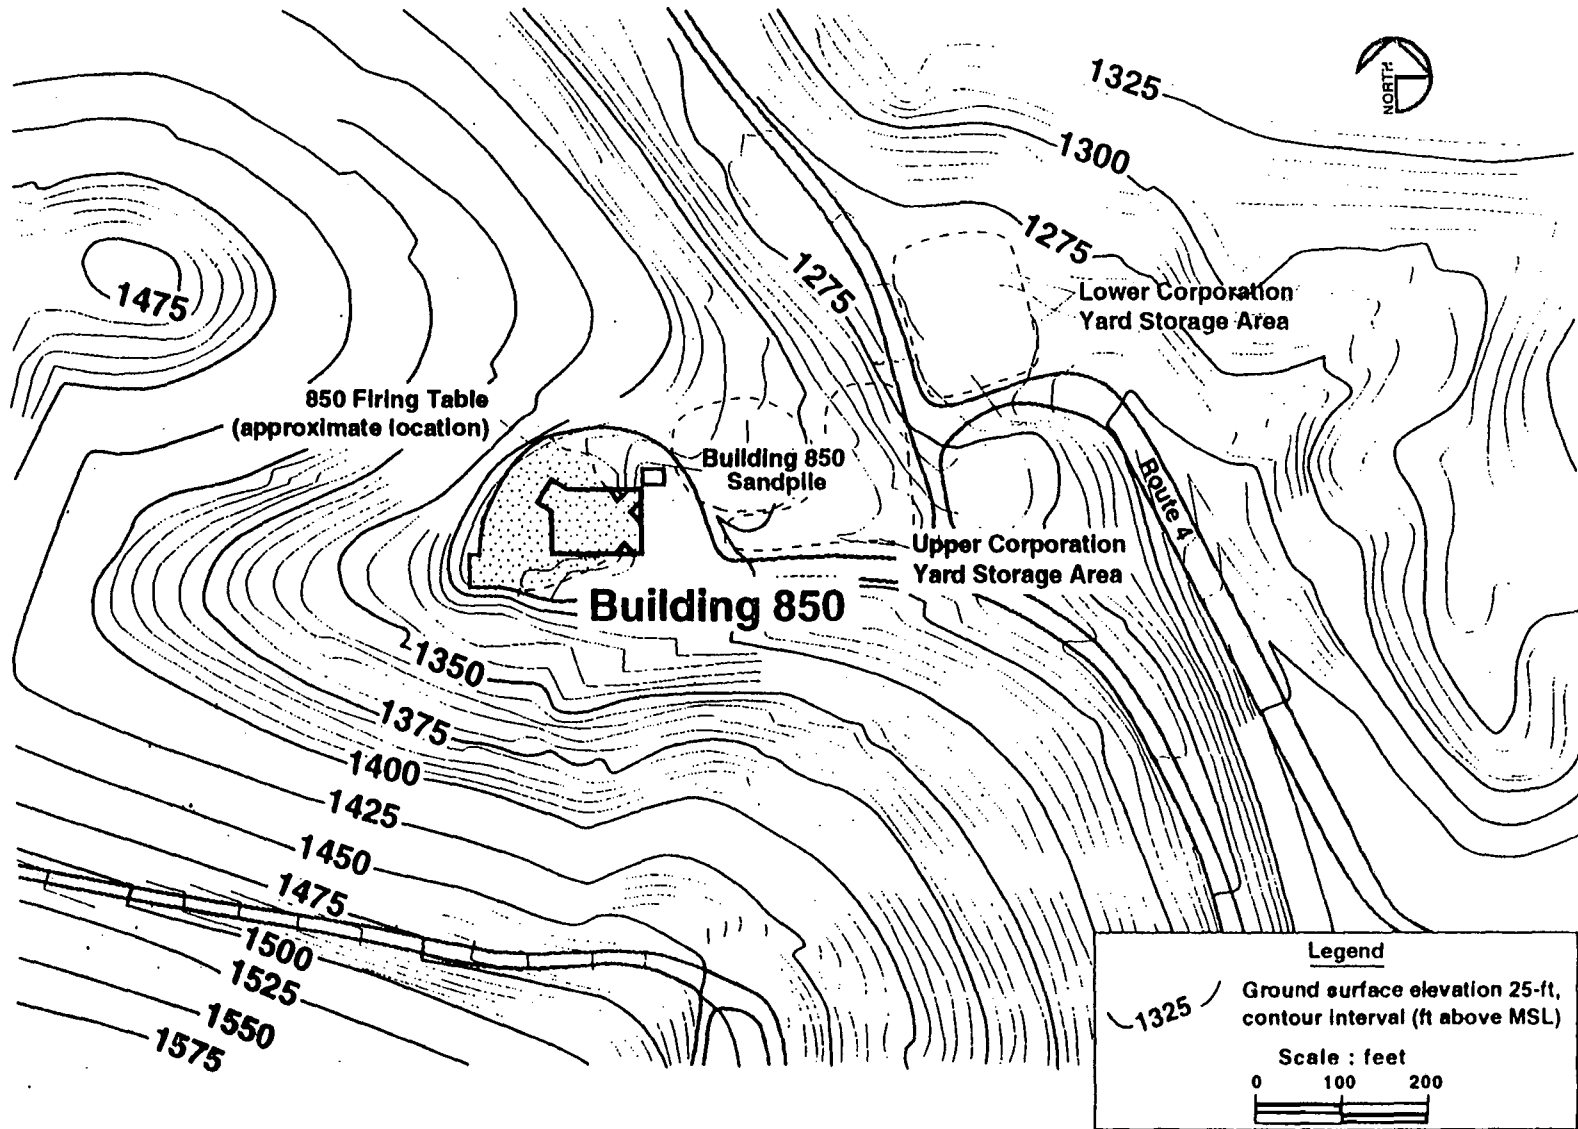 1325
NORTH
1300
1275
1275
Lower Corporation
Yard Storage Area
1475
850 Firing Table
(approximate location)
Building 850
Sandpile
Route 4
Upper Corporation
Yard Storage Area
Building 850
1350
1375
1400
1425
1450
1475
1500
1525
1550
1575
Legend
1325
Ground surface elevation 25-ft,
contour interval (ft above MSL)
Scale : feet
0 100 200